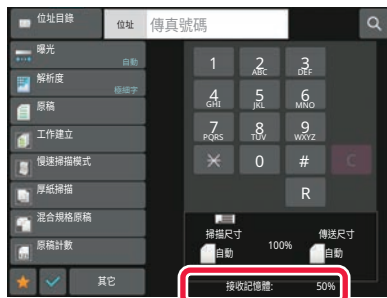 位址目錄
位址 傳真號碼
曝光
自動
解析度
極細字
原稿
工作建立
慢速掃描模式
厚紙掃描
混合規格原稿
原稿計數
其它
1 2 ABC 3 DEF
4 GHI 5 JKL 6 MNO
7 PQRS 8 TUV 9 WXYZ
0 # C
R
掃描尺寸 傳送尺寸
自動 100% 自動
接收記憶體: 50%